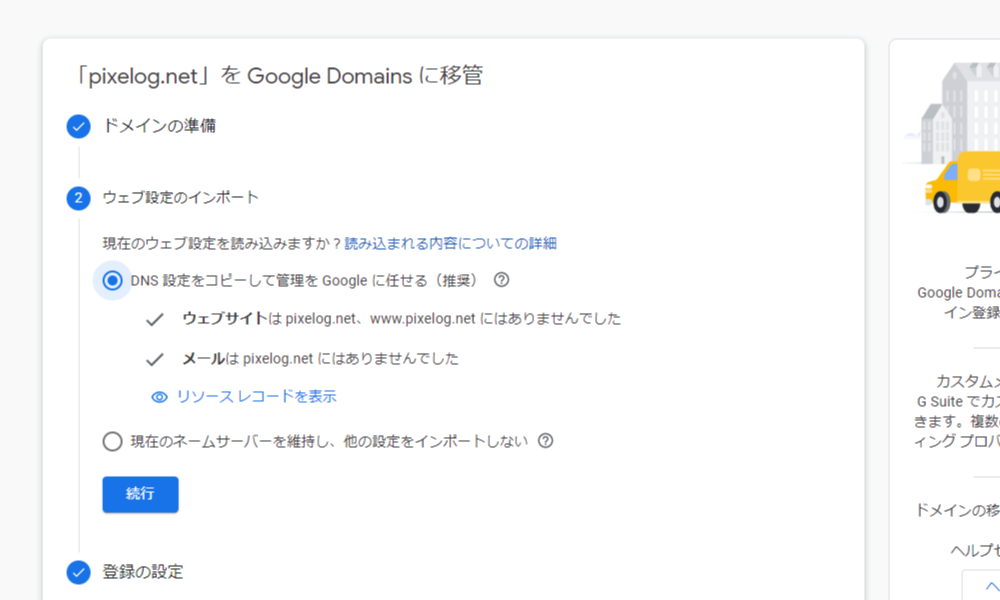 「pixelog.net」を Google Domains に移管
ドメインの準備
2 ウェブ設定のインポート
現在のウェブ設定を読み込みますか？読み込まれる内容についての詳細
DNS 設定をコピーして管理を Google に任せる（推奨）
ウェブサイトは pixelog.net、www.pixelog.net にはありませんでした
メールは pixelog.net にはありませんでした
リソース レコードを表示
現在のネームサーバーを維持し、他の設定をインポートしない
続行
登録の設定
プライ
Google Doma
イン登録
カスタムメ
G Suite でカス
きます。複数
ィング プロバ
ドメインの移
ヘルプセ